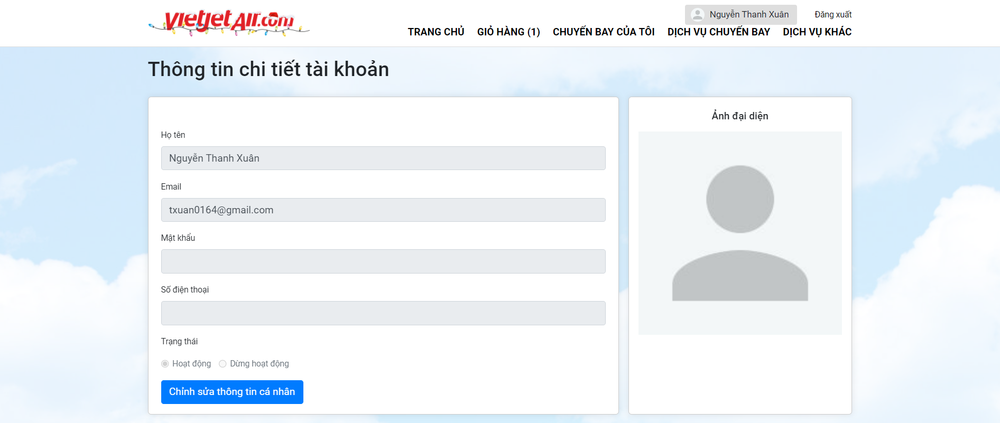 vietjet Air.com
Nguyễn Thanh Xuân
Đăng xuất
TRANG CHỦ
GIỎ HÀNG (1)
CHUYẾN BAY CỦA TÔI
DỊCH VỤ CHUYẾN BAY
DỊCH VỤ KHÁC
Thông tin chi tiết tài khoản
Họ tên
Nguyễn Thanh Xuân
Email
txuan0164@gmail.com
Mật khẩu
Số điện thoại
Trạng thái
Hoạt động
Dừng hoạt động
Chỉnh sửa thông tin cá nhân
Ảnh đại diện